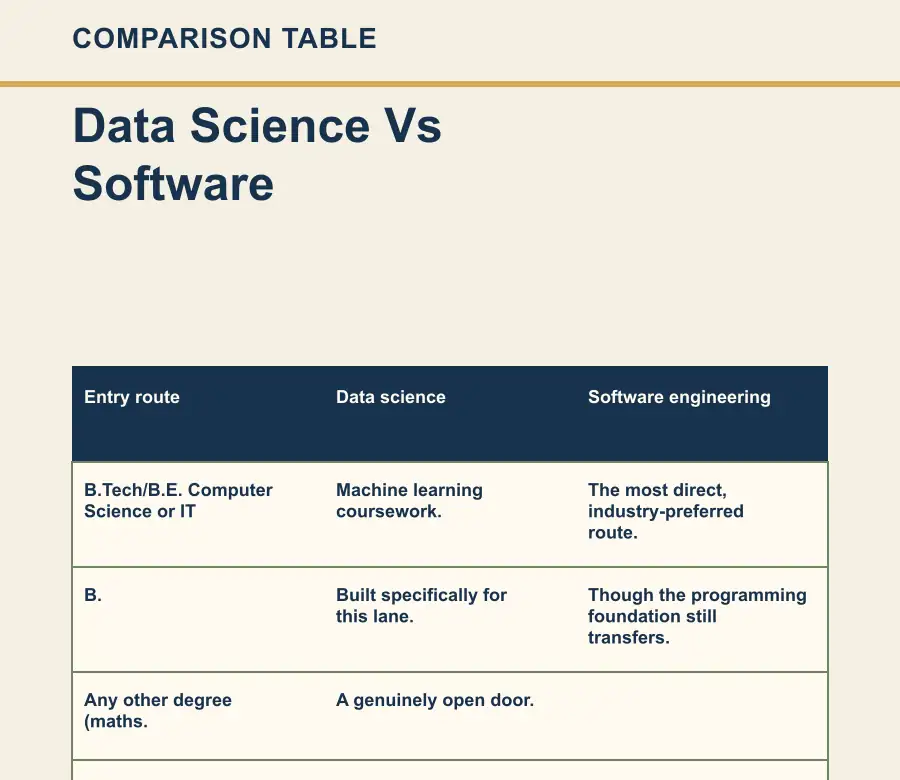 COMPARISON TABLE
Data Science Vs
Software
Entry route
Data science
Software engineering
B.Tech/B.E. Computer
Science or IT
Machine learning
coursework.
The most direct,
industry-preferred
route.
B.
Built specifically for
this lane.
Though the programming
foundation still
transfers.
Any other degree
(maths.
A genuinely open door.